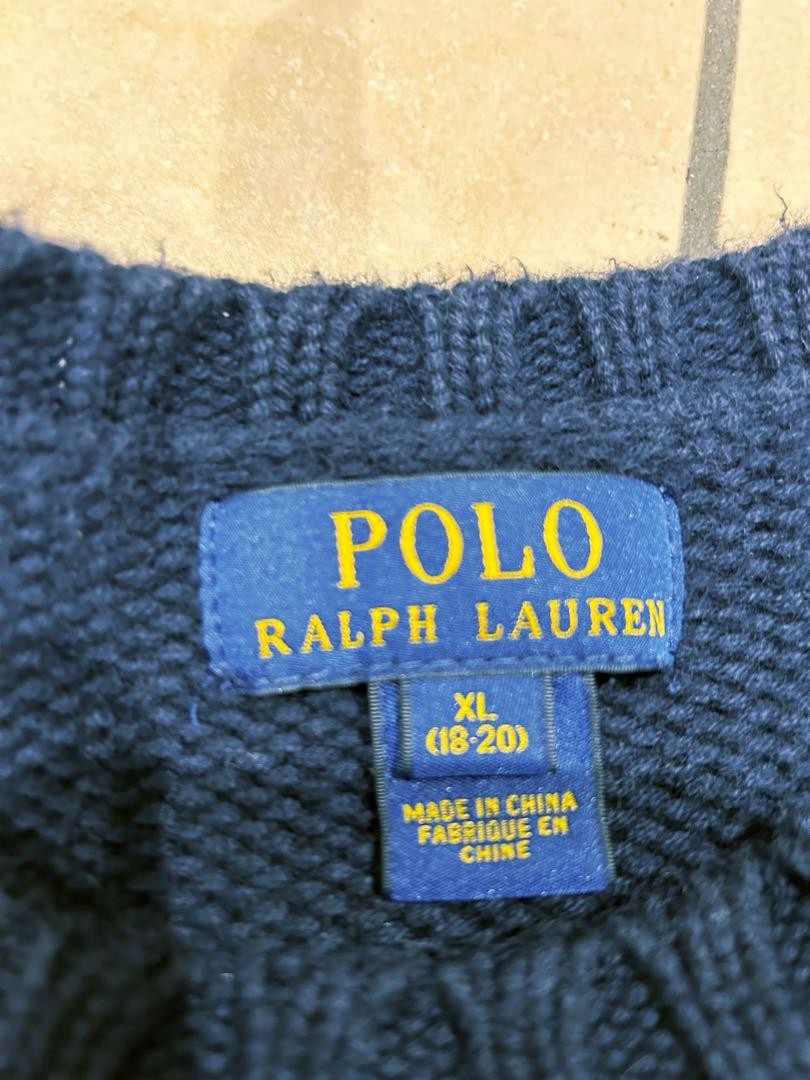 POLO
RALPH LAUREN
XL
(18-20)
MADE IN CHINA
FABRIQUE EN
CHINE